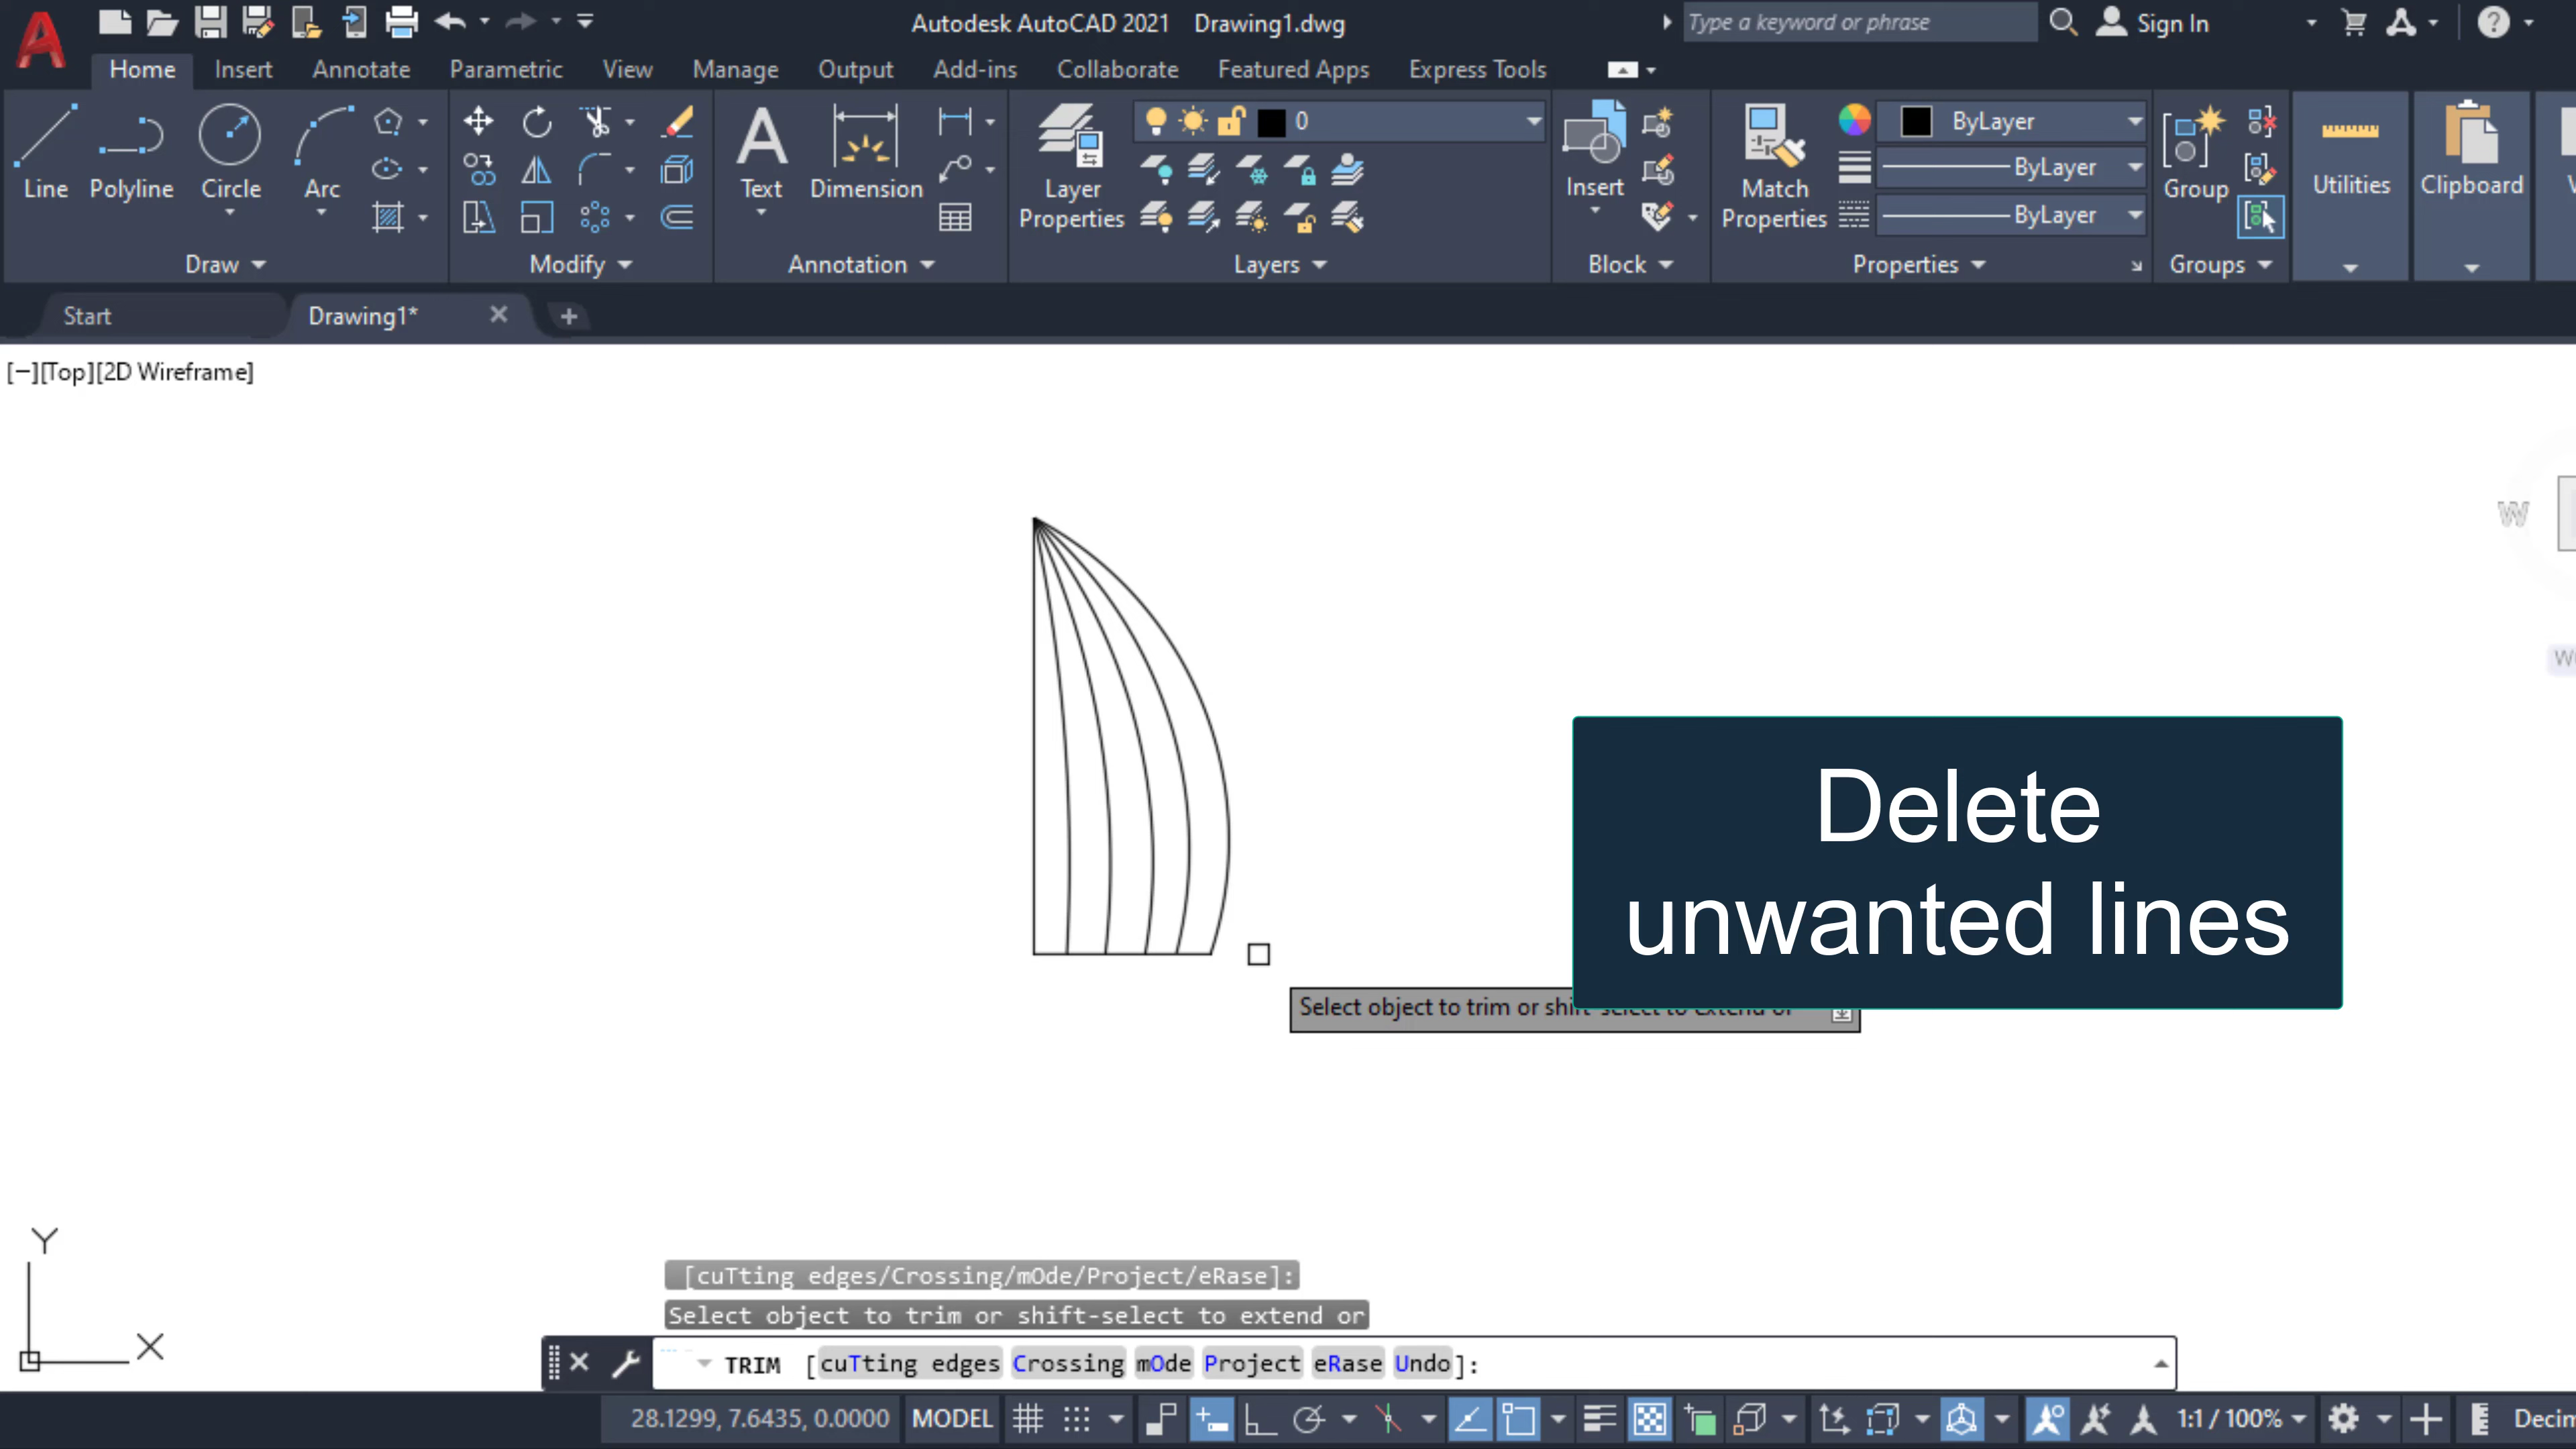 Autodesk AutoCAD 2021 Drawing1.dwg
Type a keyword or phrase
Sign In
Home Insert Annotate Parametric View Manage Output Add-ins Collaborate Featured Apps Express Tools
0
ByLayer
ByLayer
ByLayer
Line Polyline Circle Arc
Text Dimension
Layer Properties
Insert
Match Properties
Group
Utilities
Clipboard
Draw Modify Annotation Layers Block Properties Groups
Start Drawing1*
[−][Top][2D Wireframe]
W
Delete
unwanted lines
Select object to trim or shift-select to extend or
Y
X
[cuTting edges/Crossing/mOde/Project/eRase]:
Select object to trim or shift-select to extend or
TRIM [cuTting edges Crossing mOde Project eRase Undo]:
28.1299, 7.6435, 0.0000 MODEL 1:1 / 100%